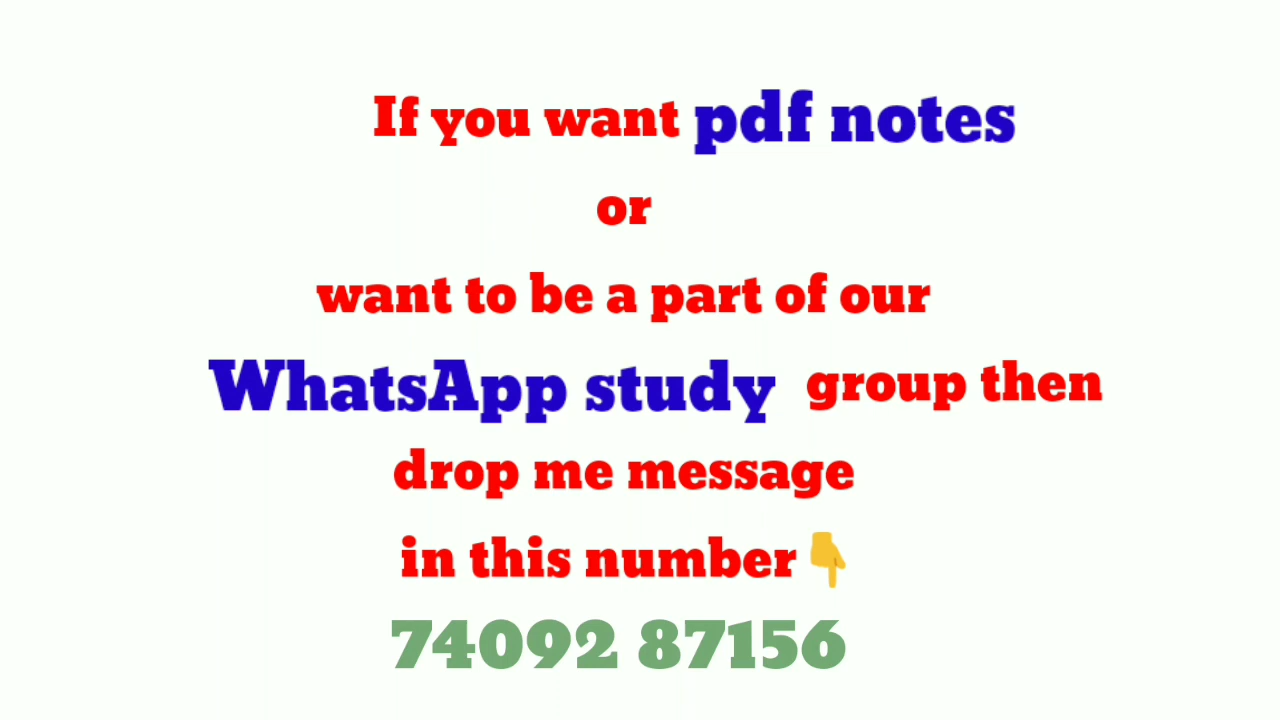 If you want pdf notes
or
want to be a part of our
WhatsApp study group then
drop me message
in this number👇
74092 87156